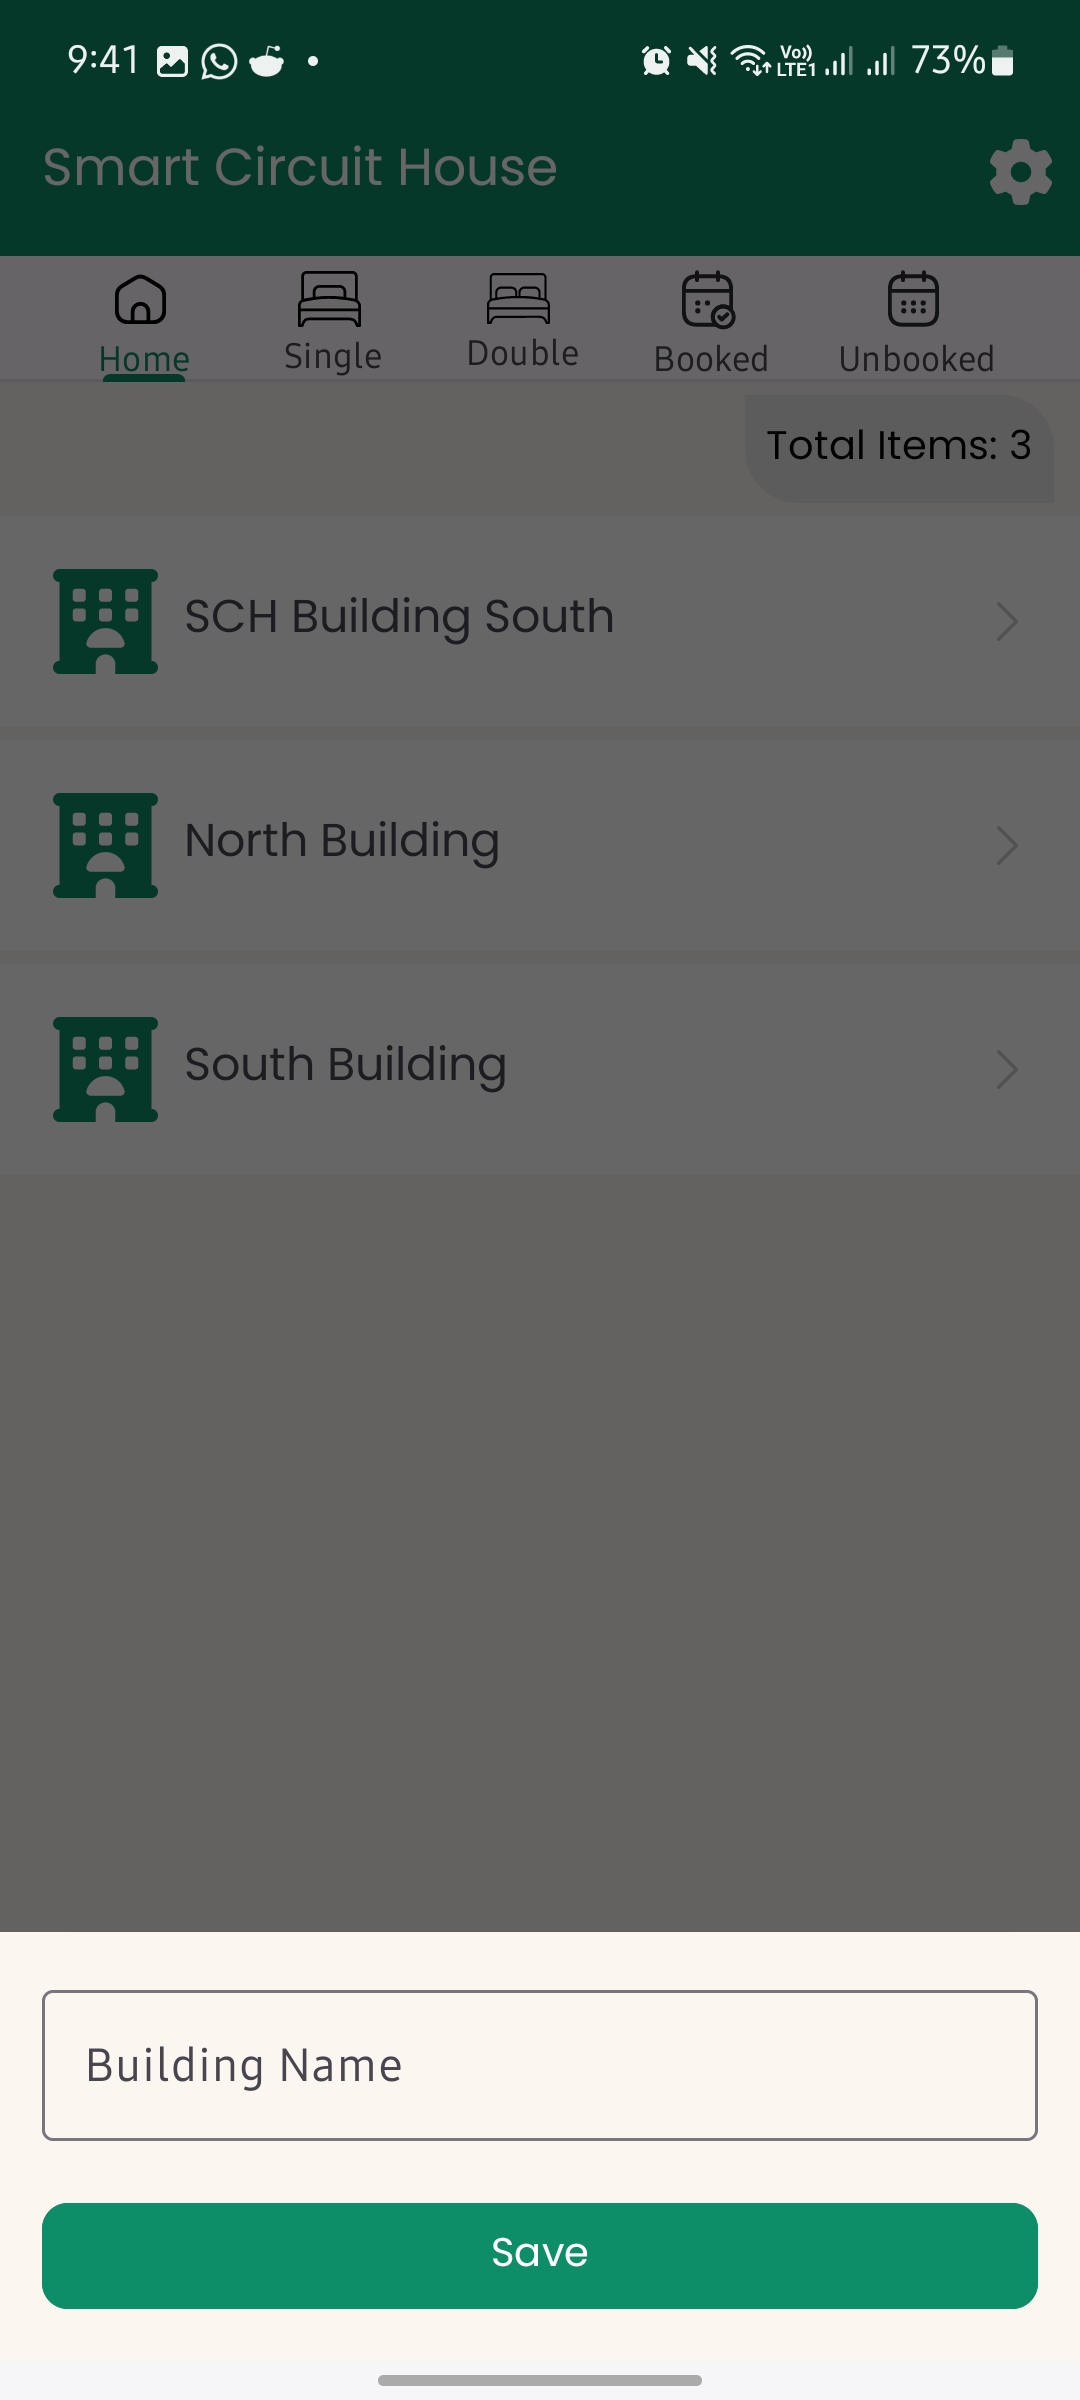 9:41
Vo)) LTE1
73%
Smart Circuit House
Home
Single
Double
Booked
Unbooked
Total Items: 3
SCH Building South
North Building
South Building
Building Name
Save